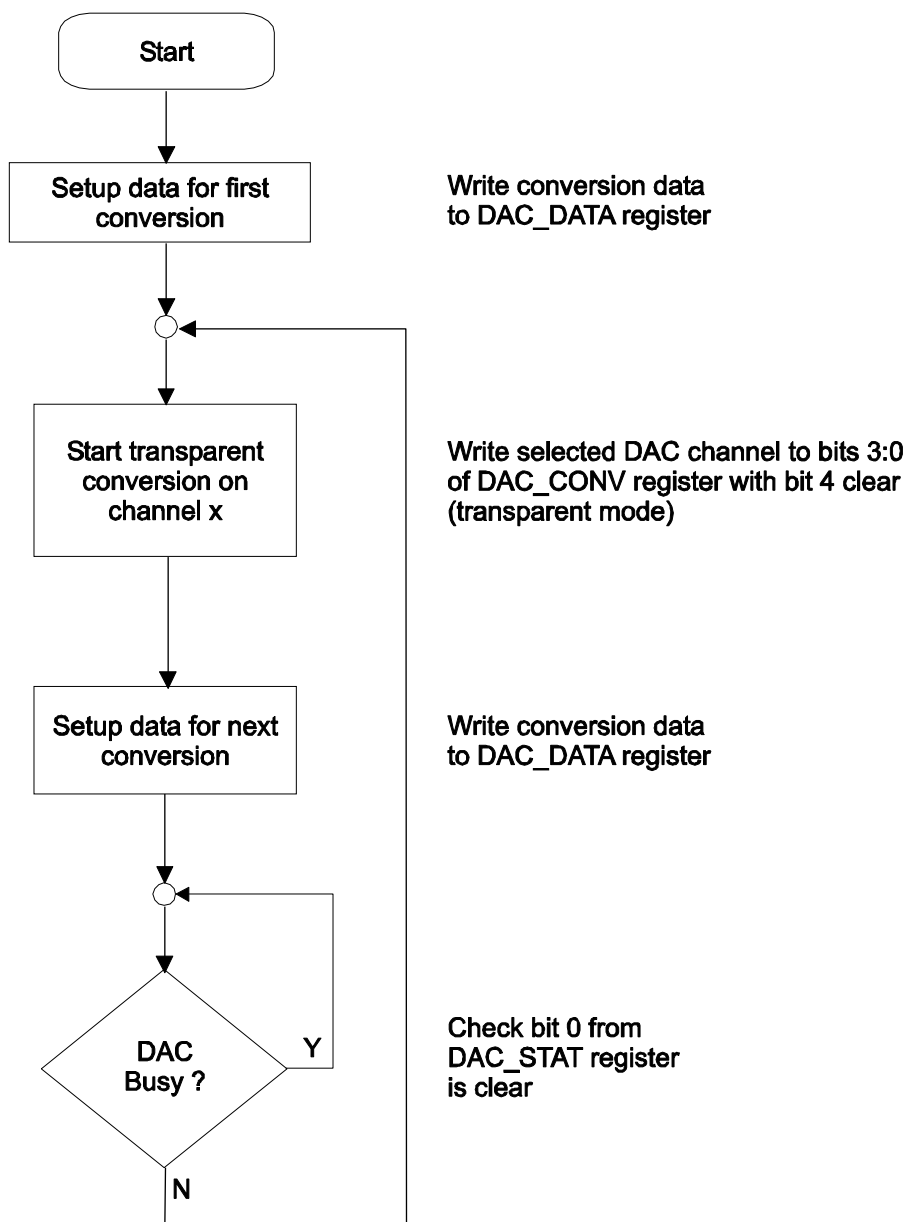 Start
Setup data for first
conversion
Write conversion data
to DAC_DATA register
Start transparent
conversion on
channel x
Write selected DAC channel to bits 3:0
of DAC_CONV register with bit 4 clear
(transparent mode)
Setup data for next
conversion
Write conversion data
to DAC_DATA register
DAC
Busy ?
Y
N
Check bit 0 from
DAC_STAT register
is clear